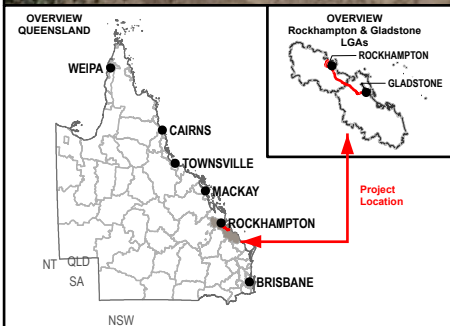 OVERVIEW
QUEENSLAND
WEIPA
CAIRNS
TOWNSVILLE
MACKAY
ROCKHAMPTON
BRISBANE
NT QLD
SA
NSW
OVERVIEW
Rockhampton & Gladstone
LGAs
ROCKHAMPTON
GLADSTONE
Project
Location